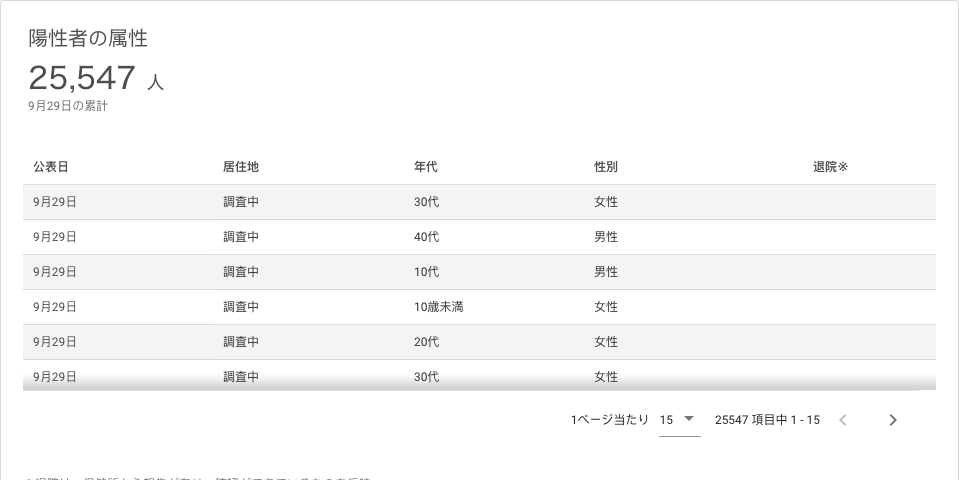 陽性者の属性
25,547 人
9月29日の累計
公表日 居住地 年代 性別 退院※
9月29日 調査中 30代 女性
9月29日 調査中 40代 男性
9月29日 調査中 10代 男性
9月29日 調査中 10歳未満 女性
9月29日 調査中 20代 女性
9月29日 調査中 30代 女性
1ページ当たり 15 25547 項目中 1 - 15